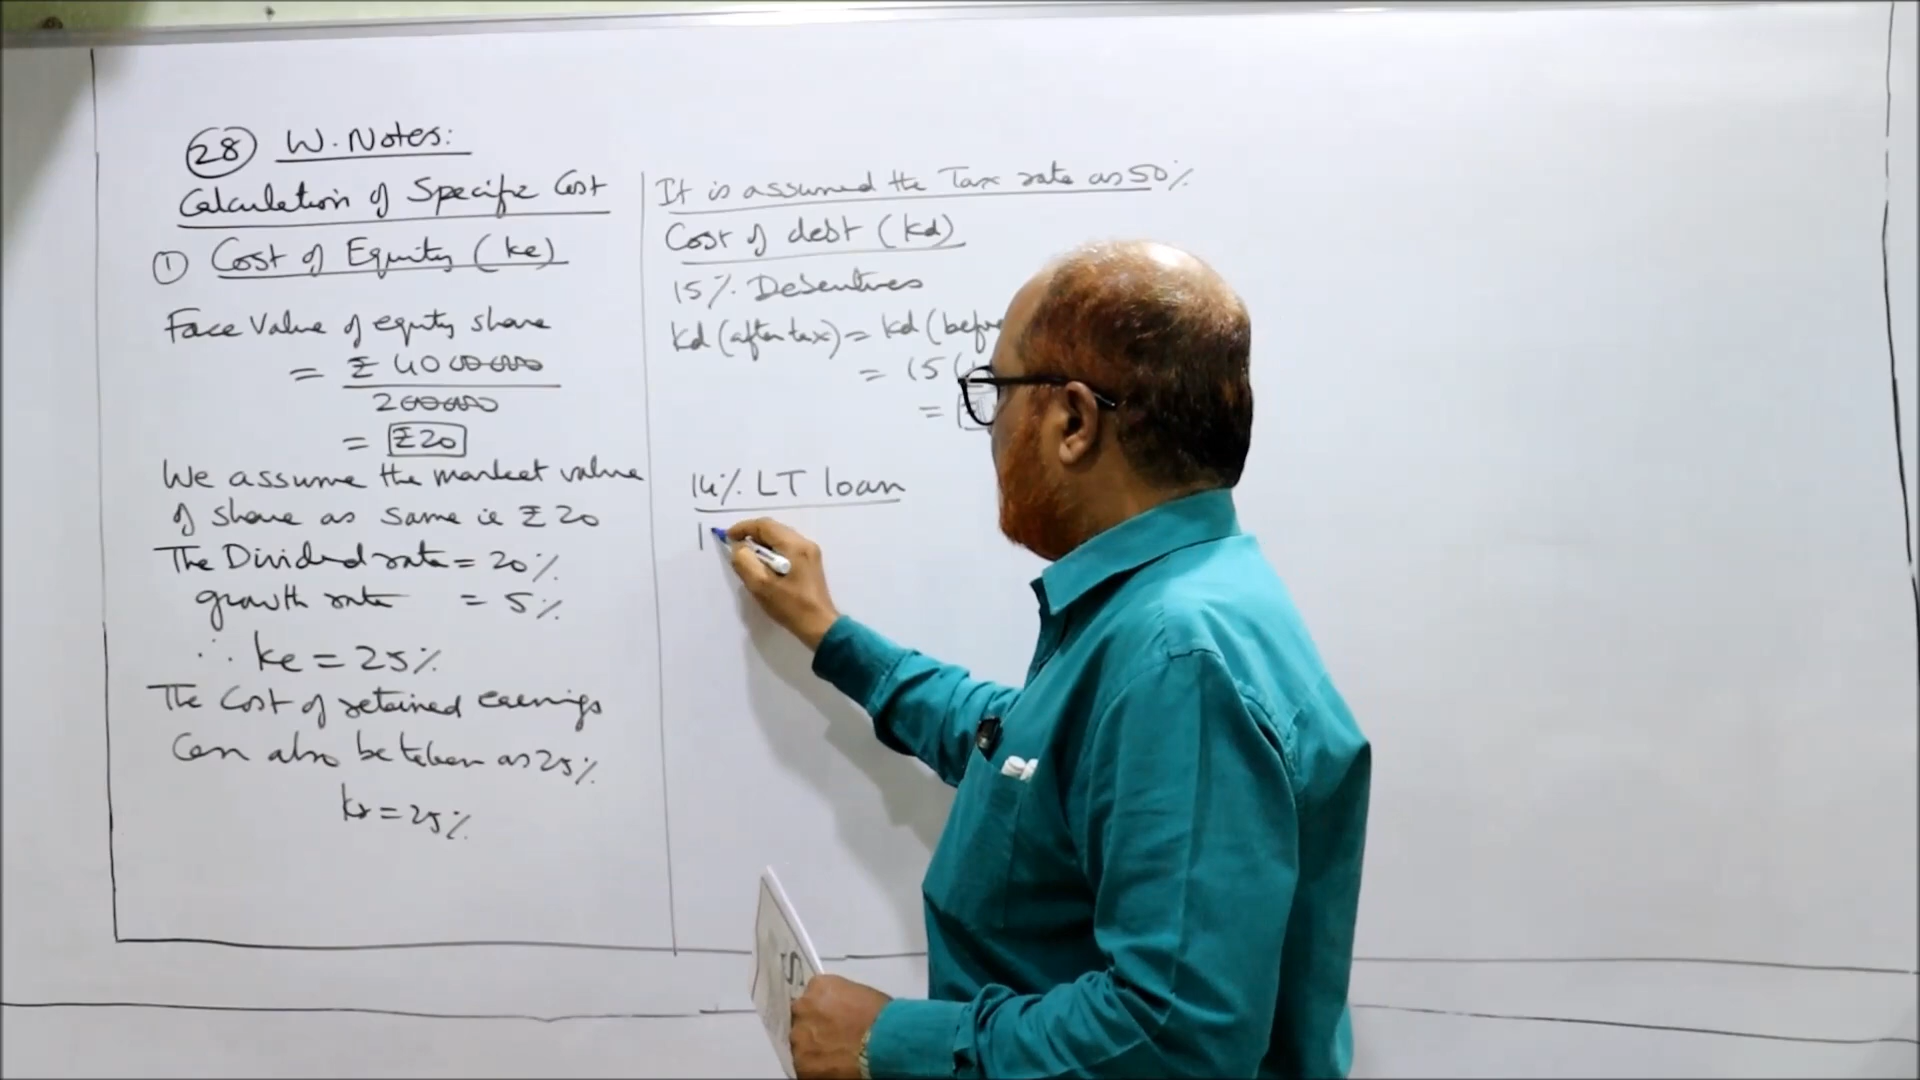 28 W. Notes:
Calculation of Specific Cost
① Cost of Equity (ke)
Face Value of equity share
= ₹ 4000000
200000
= ₹20
We assume the market value
of share as same ie ₹ 20
The Dividend rate = 20%
growth rate = 5%
∴ ke = 25%
The Cost of retained earnings
Can also be taken as 25%
kr = 25%
It is assumed the Tax rate as 50%
Cost of debt (kd)
15% Debentures
kd (after tax) = kd (before
= 15 (1
=
14% LT loan